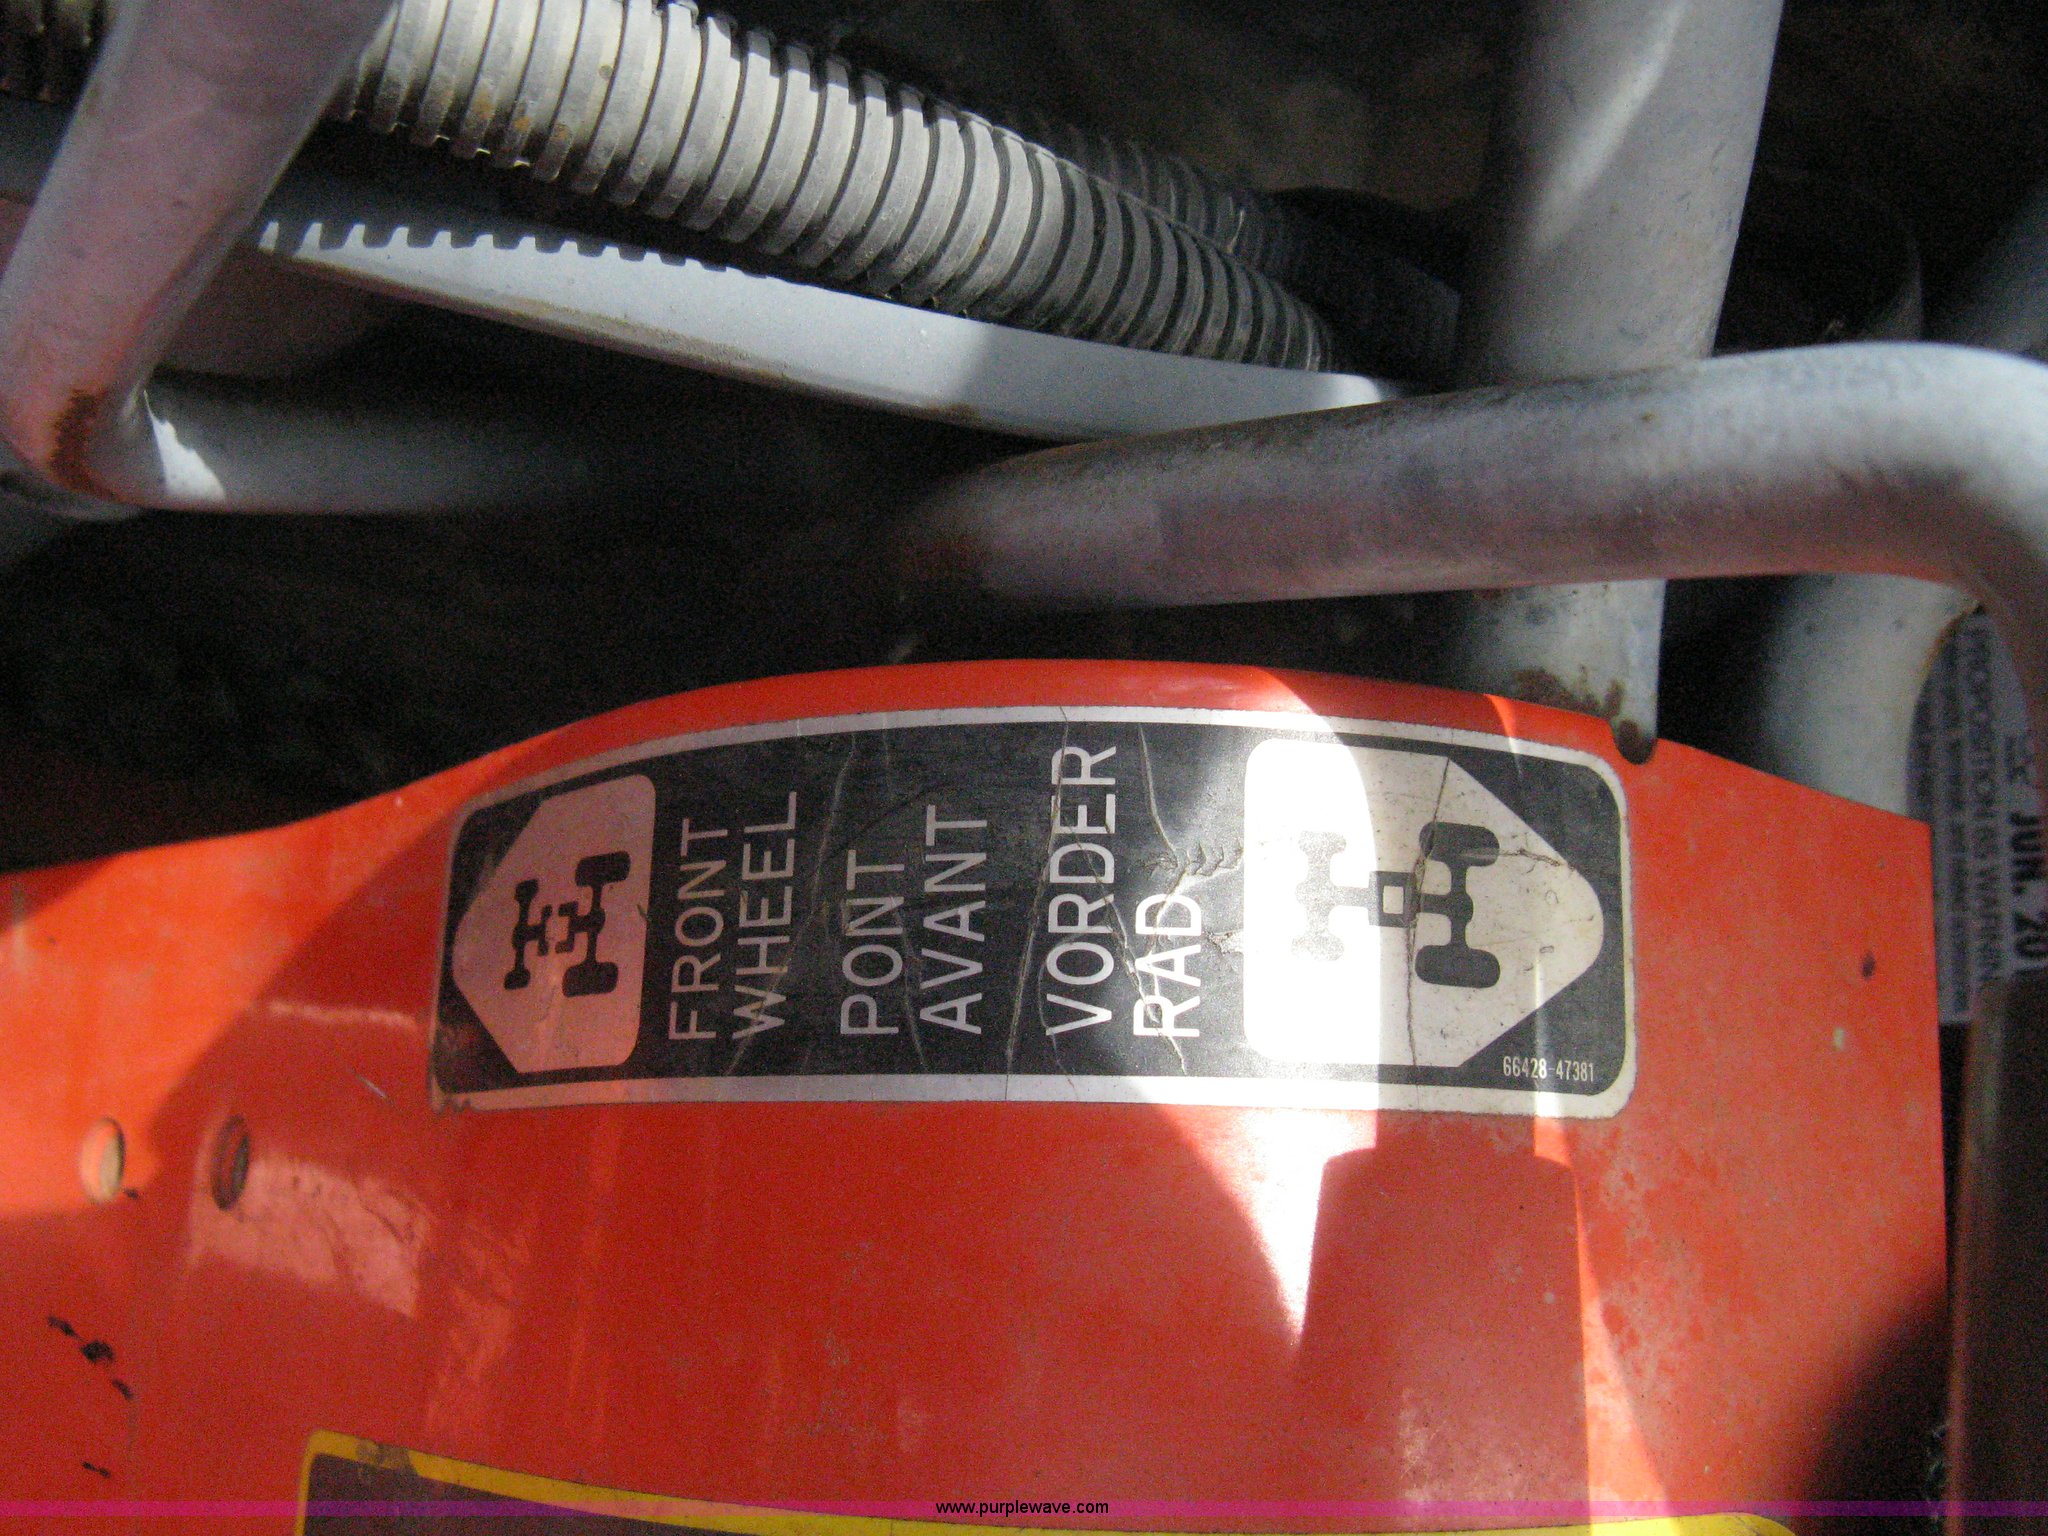 FRONT
WHEEL
PONT
AVANT
VORDER
RAD
66428-47381
JUN. 20
www.purplewave.com